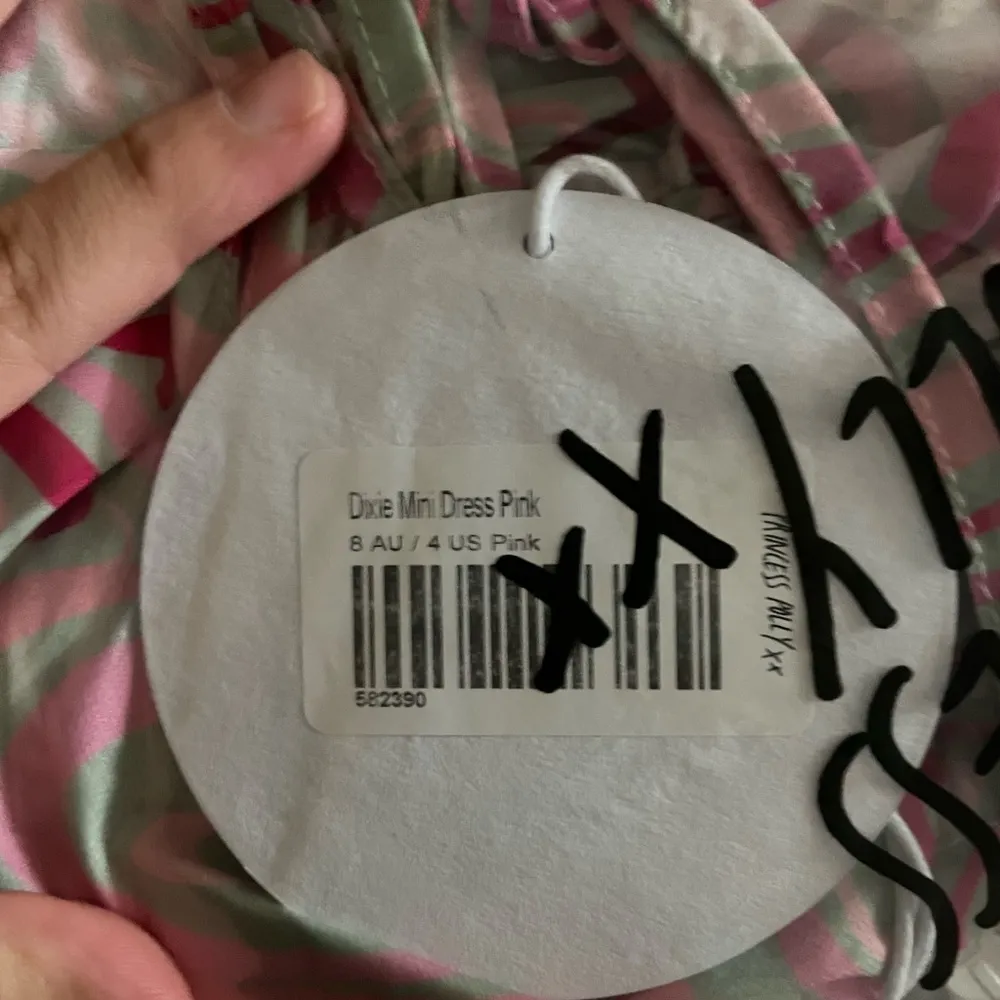 Dixie Mini Dress Pink
8 AU / 4 US Pink
582390
PRINCESS POLLY xx